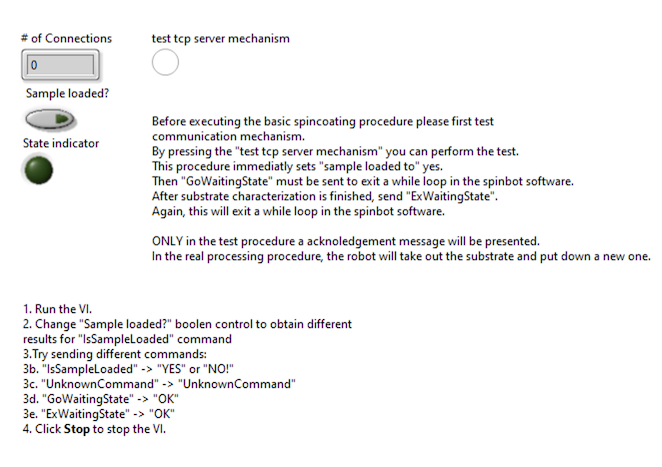 # of Connections
test tcp server mechanism
0
Sample loaded?
State indicator
Before executing the basic spincoating procedure please first test
communication mechanism.
By pressing the "test tcp server mechanism" you can perform the test.
This procedure immediatly sets "sample loaded to" yes.
Then "GoWaitingState" must be sent to exit a while loop in the spinbot software.
After substrate characterization is finished, send "ExWaitingState".
Again, this will exit a while loop in the spinbot software.
ONLY in the test procedure a acknoledgement message will be presented.
In the real processing procedure, the robot will take out the substrate and put down a new one.
1. Run the VI.
2. Change "Sample loaded?" boolen control to obtain different
results for "IsSampleLoaded" command
3.Try sending different commands:
3b. "IsSampleLoaded" -> "YES" or "NO!"
3c. "UnknownCommand" -> "UnknownCommand"
3d. "GoWaitingState" -> "OK"
3e. "ExWaitingState" -> "OK"
4. Click Stop to stop the VI.